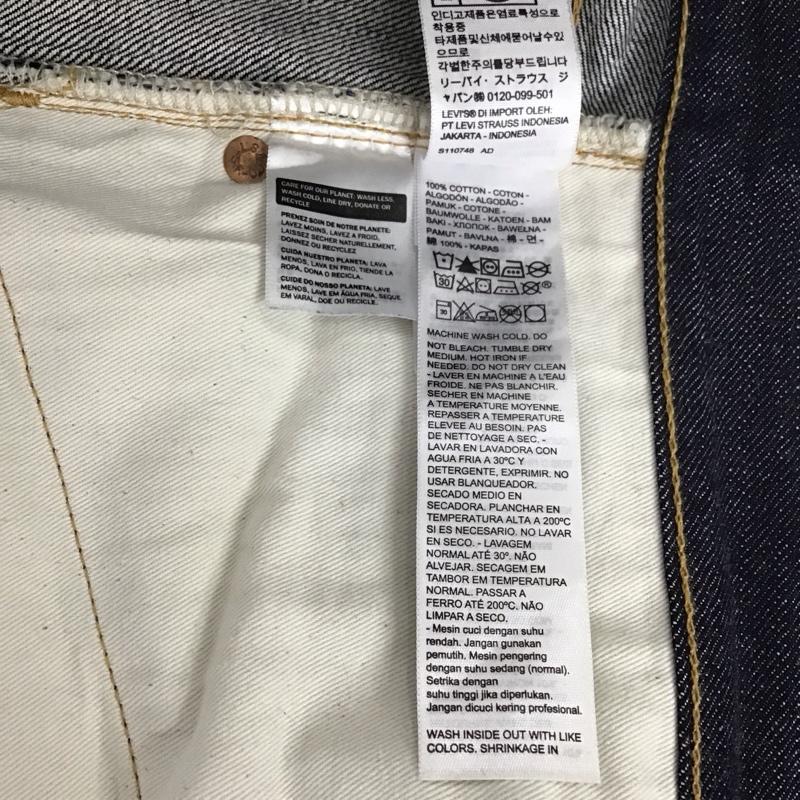 인디고제품은염료특성으로
착용중
타제품및신체에묻어날수있
으므로
각별한주의를당부드립니다
リーバイ・ストラウス ジ
ャパン㈱ 0120-099-501
LEVI'S® DI IMPORT OLEH:
PT LEVI STRAUSS INDONESIA
JAKARTA - INDONESIA
S110748 AD
CARE FOR OUR PLANET: WASH LESS,
WASH COLD, LINE DRY, DONATE OR
RECYCLE
PRENEZ SOIN DE NOTRE PLANETE:
LAVEZ MOINS, LAVEZ A FROID,
LAISSEZ SECHER NATURELLEMENT,
DONNEZ OU RECYCLEZ
CUIDA NUESTRO PLANETA: LAVA
MENOS, LAVA EN FRIO, TIENDE LA
ROPA, DONA O RECICLA.
CUIDE DO NOSSO PLANETA: LAVE
MENOS, LAVE EM ÁGUA FRIA, SEQUE
EM VARAL, DOE OU RECICLE.
100% COTTON - COTON -
ALGODÓN - ALGODÃO -
PAMUK - COTONE -
BAUMWOLLE - KATOEN - BAM
BAKI - ХЛОПОК - BAWEŁNA -
PAMUT - BAVLNA - 棉 - 면 -
綿 100% - KAPAS
30
30
MACHINE WASH COLD. DO
NOT BLEACH. TUMBLE DRY
MEDIUM. HOT IRON IF
NEEDED. DO NOT DRY CLEAN
- LAVER EN MACHINE A L'EAU
FROIDE. NE PAS BLANCHIR.
SECHER EN MACHINE
A TEMPERATURE MOYENNE.
REPASSER A TEMPERATURE
ELEVEE AU BESOIN. PAS
DE NETTOYAGE A SEC. -
LAVAR EN LAVADORA CON
AGUA FRIA A 30ºC Y
DETERGENTE, EXPRIMIR. NO
USAR BLANQUEADOR.
SECADO MEDIO EN
SECADORA. PLANCHAR EN
TEMPERATURA ALTA A 200ºC
SI ES NECESARIO. NO LAVAR
EN SECO. - LAVAGEM
NORMAL ATÉ 30º. NÃO
ALVEJAR. SECAGEM EM
TAMBOR EM TEMPERATURA
NORMAL. PASSAR A
FERRO ATÉ 200ºC. NÃO
LIMPAR A SECO.
- Mesin cuci dengan suhu
rendah. Jangan gunakan
pemutih. Mesin pengering
dengan suhu sedang (normal).
Setrika dengan
suhu tinggi jika diperlukan.
Jangan dicuci kering profesional.
WASH INSIDE OUT WITH LIKE
COLORS. SHRINKAGE IN